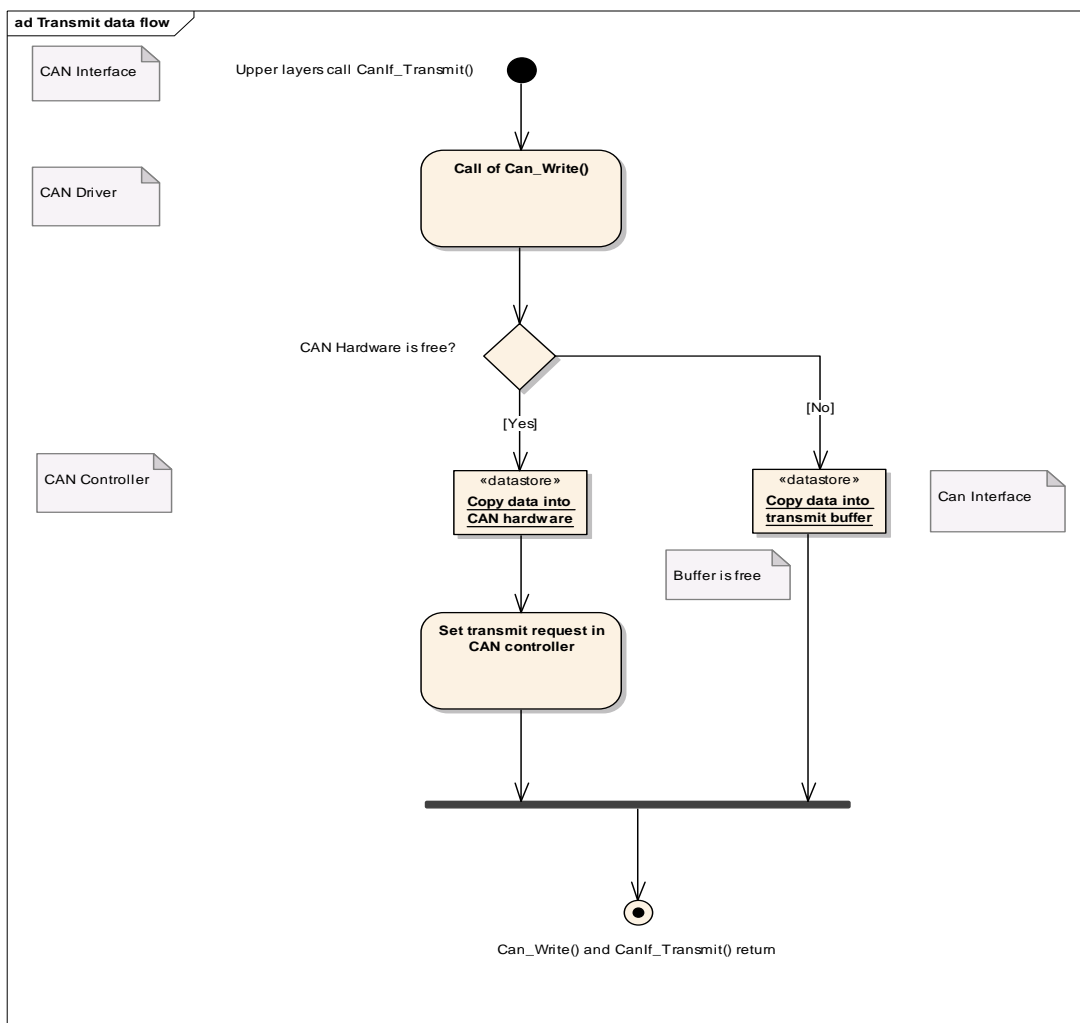 ad Transmit data flow
CAN Interface
Upper layers call CanIf_Transmit()
CAN Driver
Call of Can_Write()
CAN Hardware is free?
[Yes]
[No]
CAN Controller
«datastore»
Copy data into
CAN hardware
«datastore»
Copy data into
transmit buffer
Can Interface
Buffer is free
Set transmit request in
CAN controller
Can_Write() and CanIf_Transmit() return